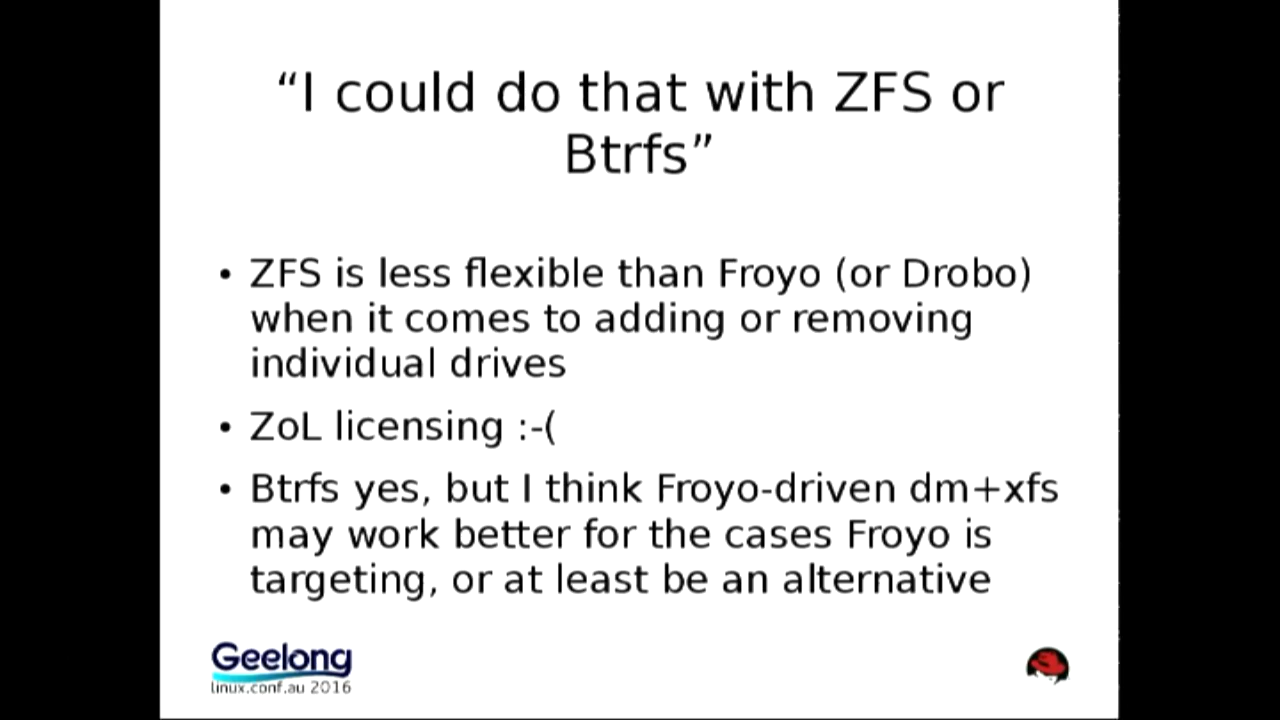 “I could do that with ZFS or
Btrfs”
• ZFS is less flexible than Froyo (or Drobo)
when it comes to adding or removing
individual drives
• ZoL licensing :-(
• Btrfs yes, but I think Froyo-driven dm+xfs
may work better for the cases Froyo is
targeting, or at least be an alternative
Geelong
linux.conf.au 2016